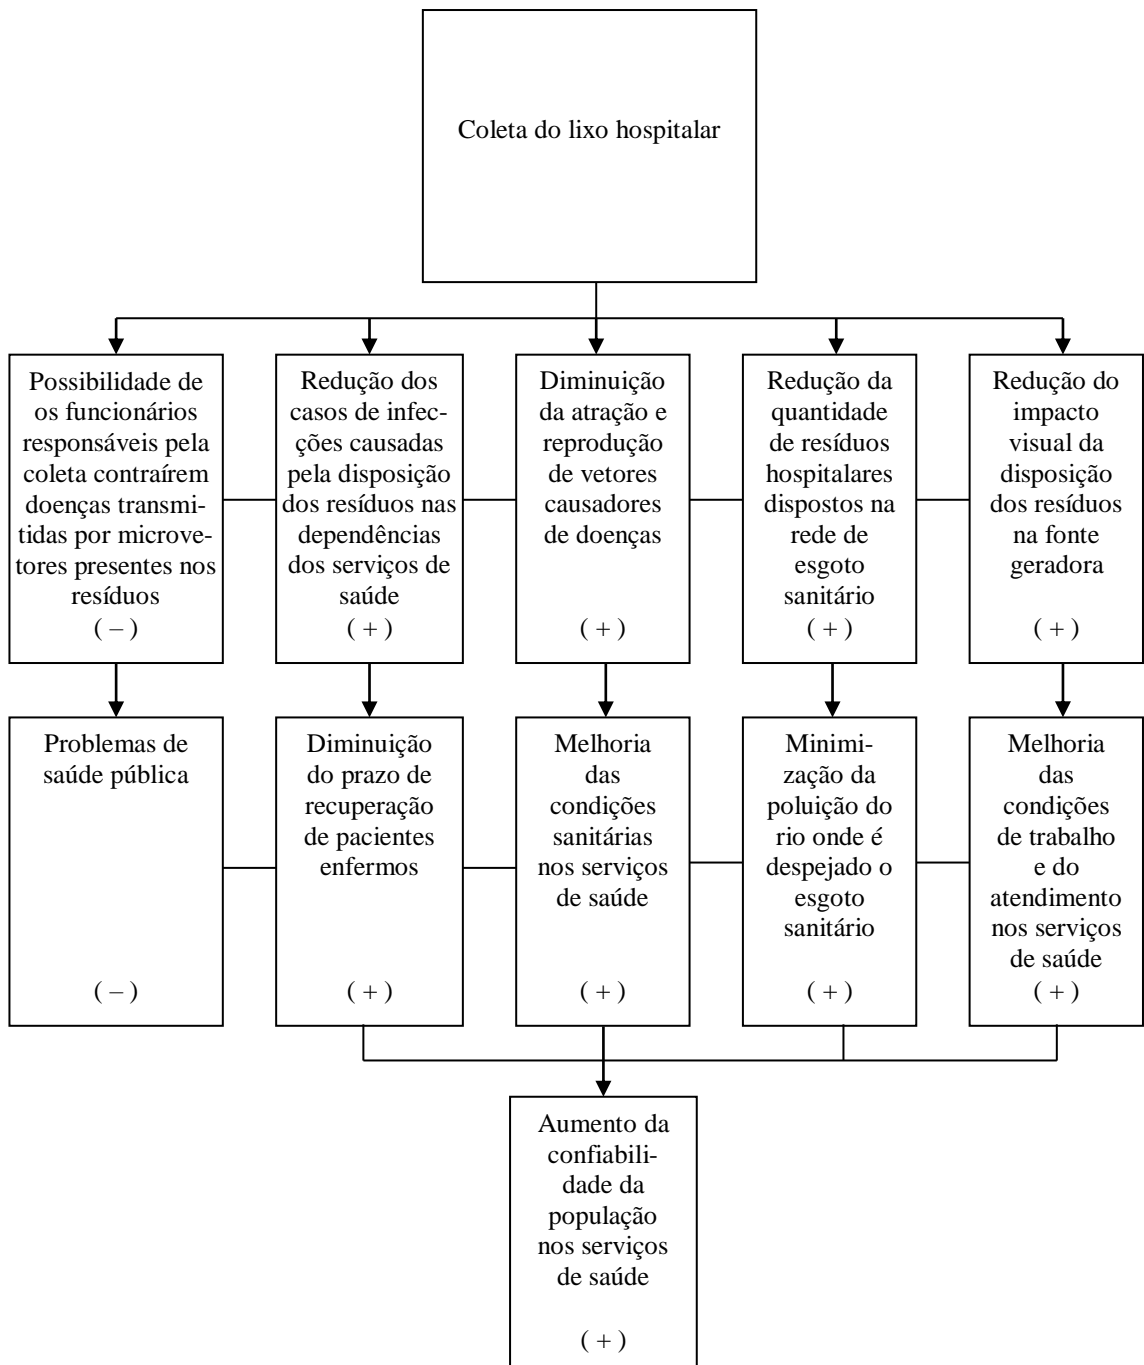 Coleta do lixo hospitalar
Possibilidade de
os funcionários
responsáveis pela
coleta contraírem
doenças transmi-
tidas por microve-
tores presentes nos
resíduos
( – )
Redução dos
casos de infec-
ções causadas
pela disposição
dos resíduos nas
dependências
dos serviços de
saúde
( + )
Diminuição
da atração e
reprodução
de vetores
causadores
de doenças
( + )
Redução da
quantidade
de resíduos
hospitalares
dispostos na
rede de
esgoto
sanitário
( + )
Redução do
impacto
visual da
disposição
dos resíduos
na fonte
geradora
( + )
Problemas de
saúde pública
( – )
Diminuição
do prazo de
recuperação
de pacientes
enfermos
( + )
Melhoria
das
condições
sanitárias
nos serviços
de saúde
( + )
Minimi-
zação da
poluição do
rio onde é
despejado o
esgoto
sanitário
( + )
Melhoria
das
condições
de trabalho
e do
atendimento
nos serviços
de saúde
( + )
Aumento da
confiabili-
dade da
população
nos serviços
de saúde
( + )